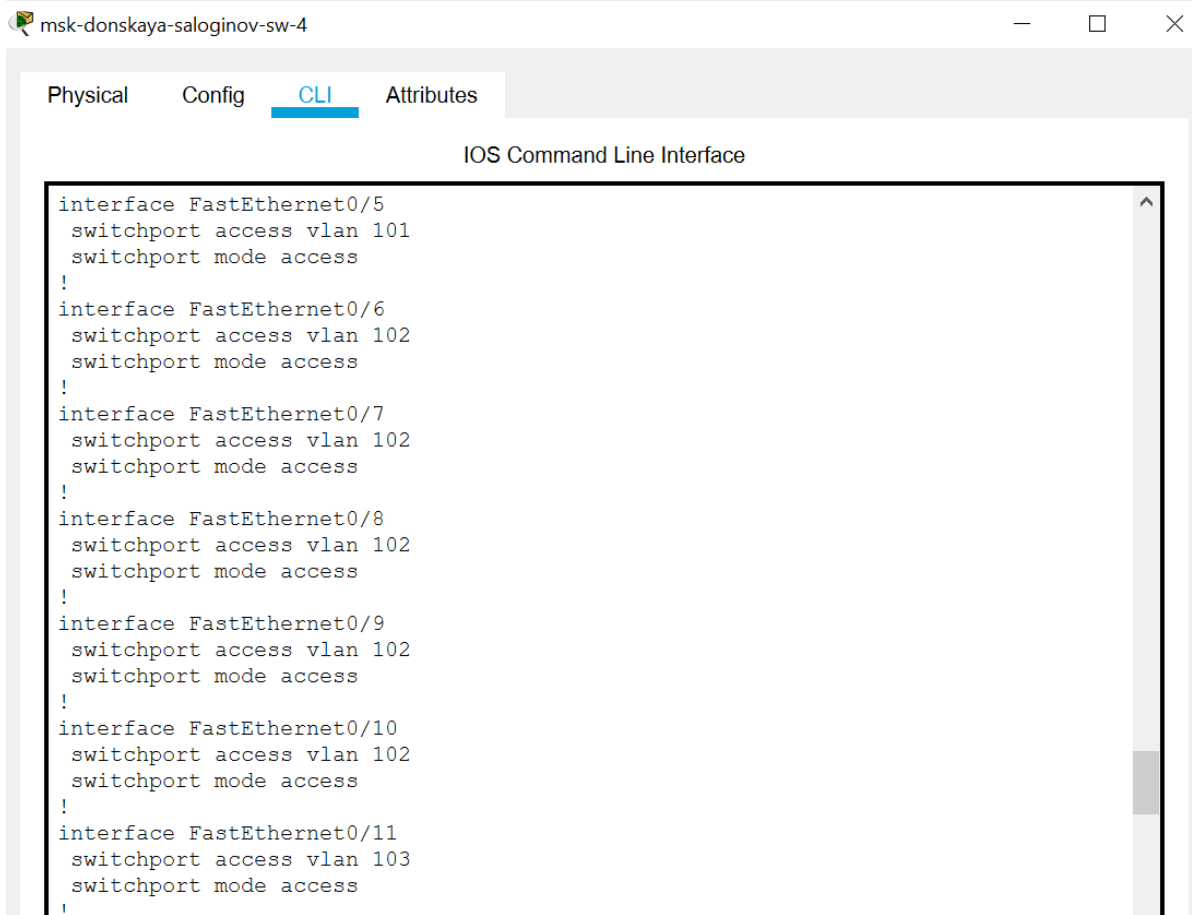 msk-donskaya-saloginov-sw-4
Physical Config CLI Attributes
IOS Command Line Interface
interface FastEthernet0/5
 switchport access vlan 101
 switchport mode access
!
interface FastEthernet0/6
 switchport access vlan 102
 switchport mode access
!
interface FastEthernet0/7
 switchport access vlan 102
 switchport mode access
!
interface FastEthernet0/8
 switchport access vlan 102
 switchport mode access
!
interface FastEthernet0/9
 switchport access vlan 102
 switchport mode access
!
interface FastEthernet0/10
 switchport access vlan 102
 switchport mode access
!
interface FastEthernet0/11
 switchport access vlan 103
 switchport mode access
!